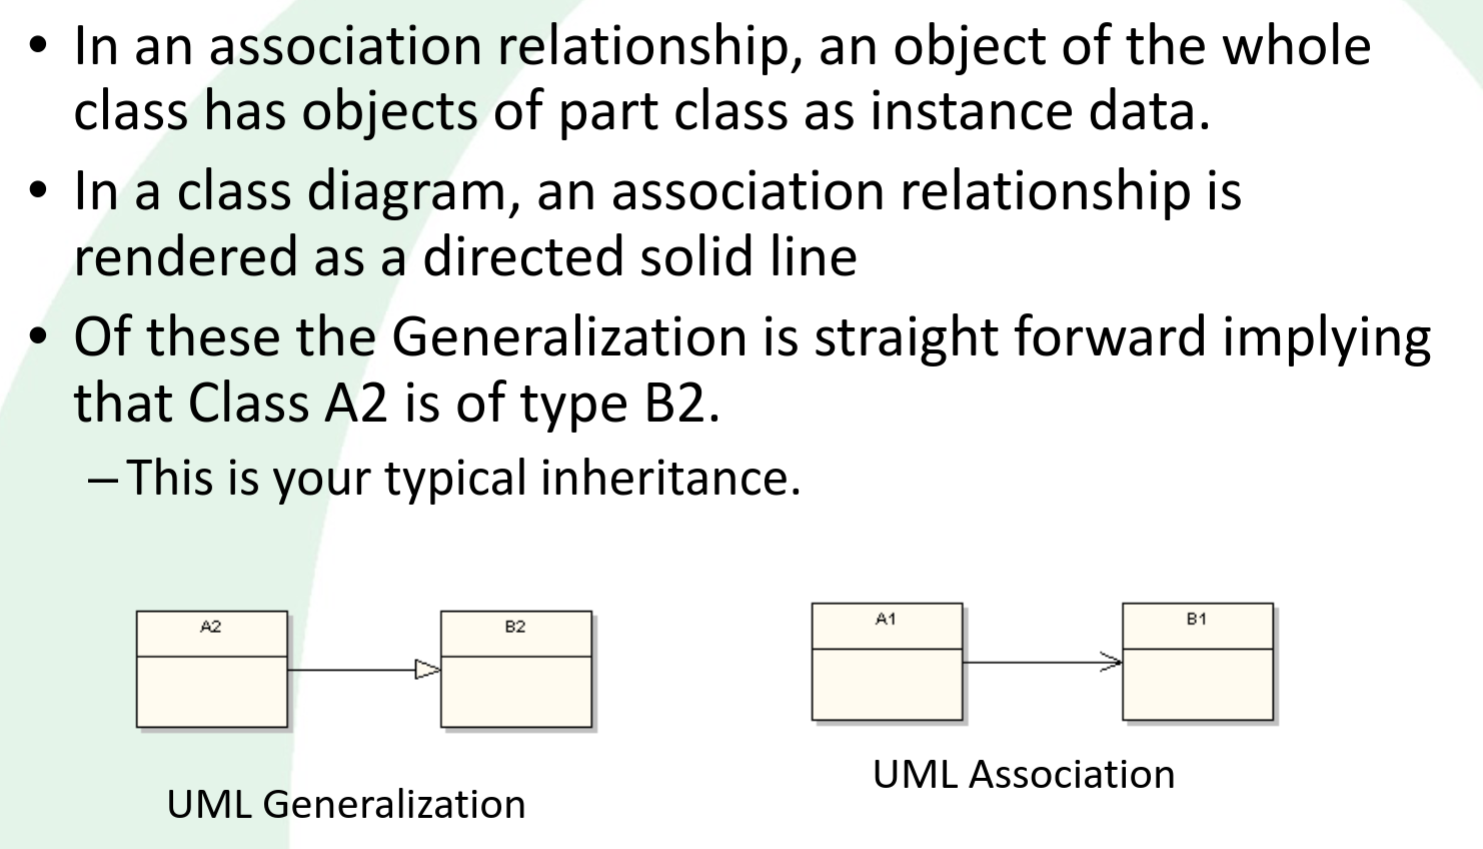 • In an association relationship, an object of the whole
class has objects of part class as instance data.
• In a class diagram, an association relationship is
rendered as a directed solid line
• Of these the Generalization is straight forward implying
that Class A2 is of type B2.
– This is your typical inheritance.
A2
B2
A1
B1
UML Generalization
UML Association